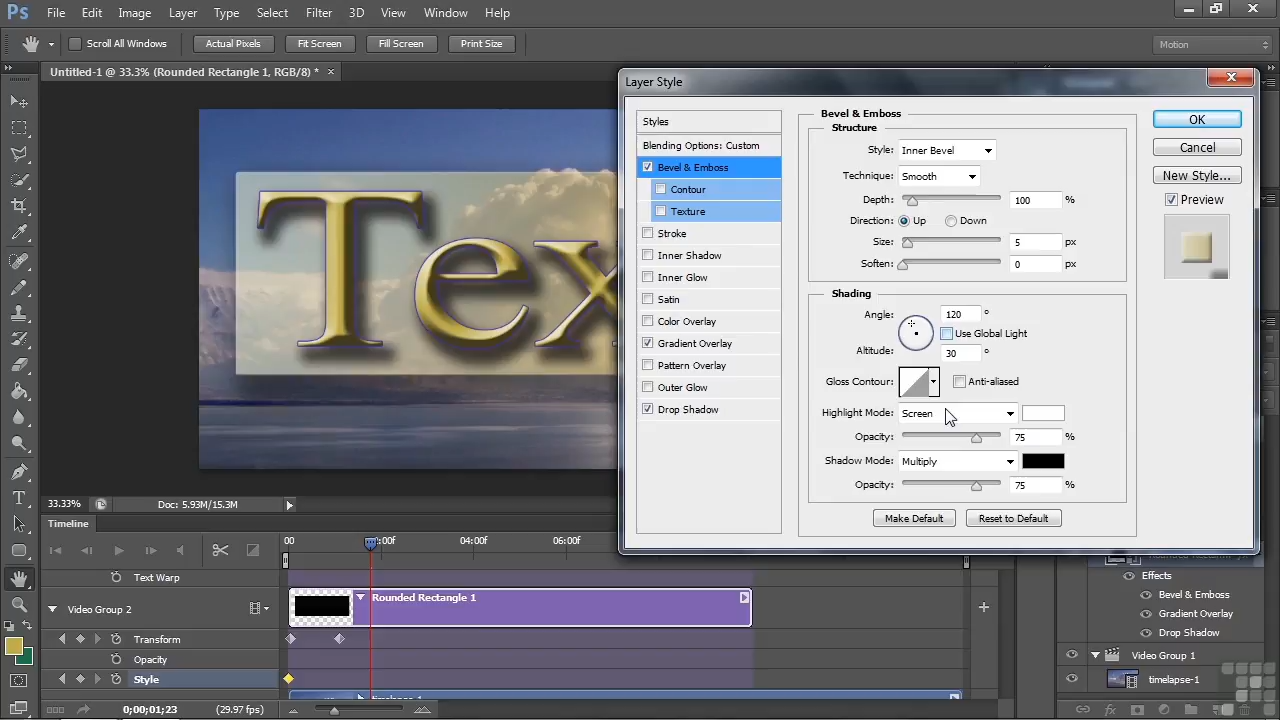 Ps File Edit Image Layer Type Select Filter 3D View Window Help
Scroll All Windows Actual Pixels Fit Screen Fill Screen Print Size Motion
Untitled-1 @ 33.3% (Rounded Rectangle 1, RGB/8) * ×
Tex
Layer Style
Styles
Blending Options: Custom
Bevel & Emboss
Contour
Texture
Stroke
Inner Shadow
Inner Glow
Satin
Color Overlay
Gradient Overlay
Pattern Overlay
Outer Glow
Drop Shadow
Bevel & Emboss
Structure
Style: Inner Bevel
Technique: Smooth
Depth: 100 %
Direction: Up Down
Size: 5 px
Soften: 0 px
Shading
Angle: 120 °
Use Global Light
Altitude: 30 °
Gloss Contour: Anti-aliased
Highlight Mode: Screen
Opacity: 75 %
Shadow Mode: Multiply
Opacity: 75 %
Make Default Reset to Default
OK
Cancel
New Style...
Preview
33.33% Doc: 5.93M/15.3M
Timeline
00 :00f 04:00f 06:00f
Text Warp
Video Group 2 Rounded Rectangle 1
Transform
Opacity
Style
timelapse-1
0;00;01;23 (29.97 fps)
Effects
Bevel & Emboss
Gradient Overlay
Drop Shadow
Video Group 1
timelapse-1